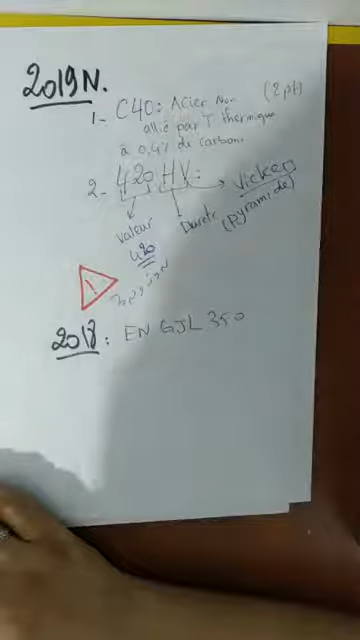 2019N.
1- C40: Acier Non (2pt)
allié par T thermique
à 0,4% de carbone
2- 420 HV: Vickers
Valeur Dureté (Pyramide)
420
!
2018: EN GJL 350